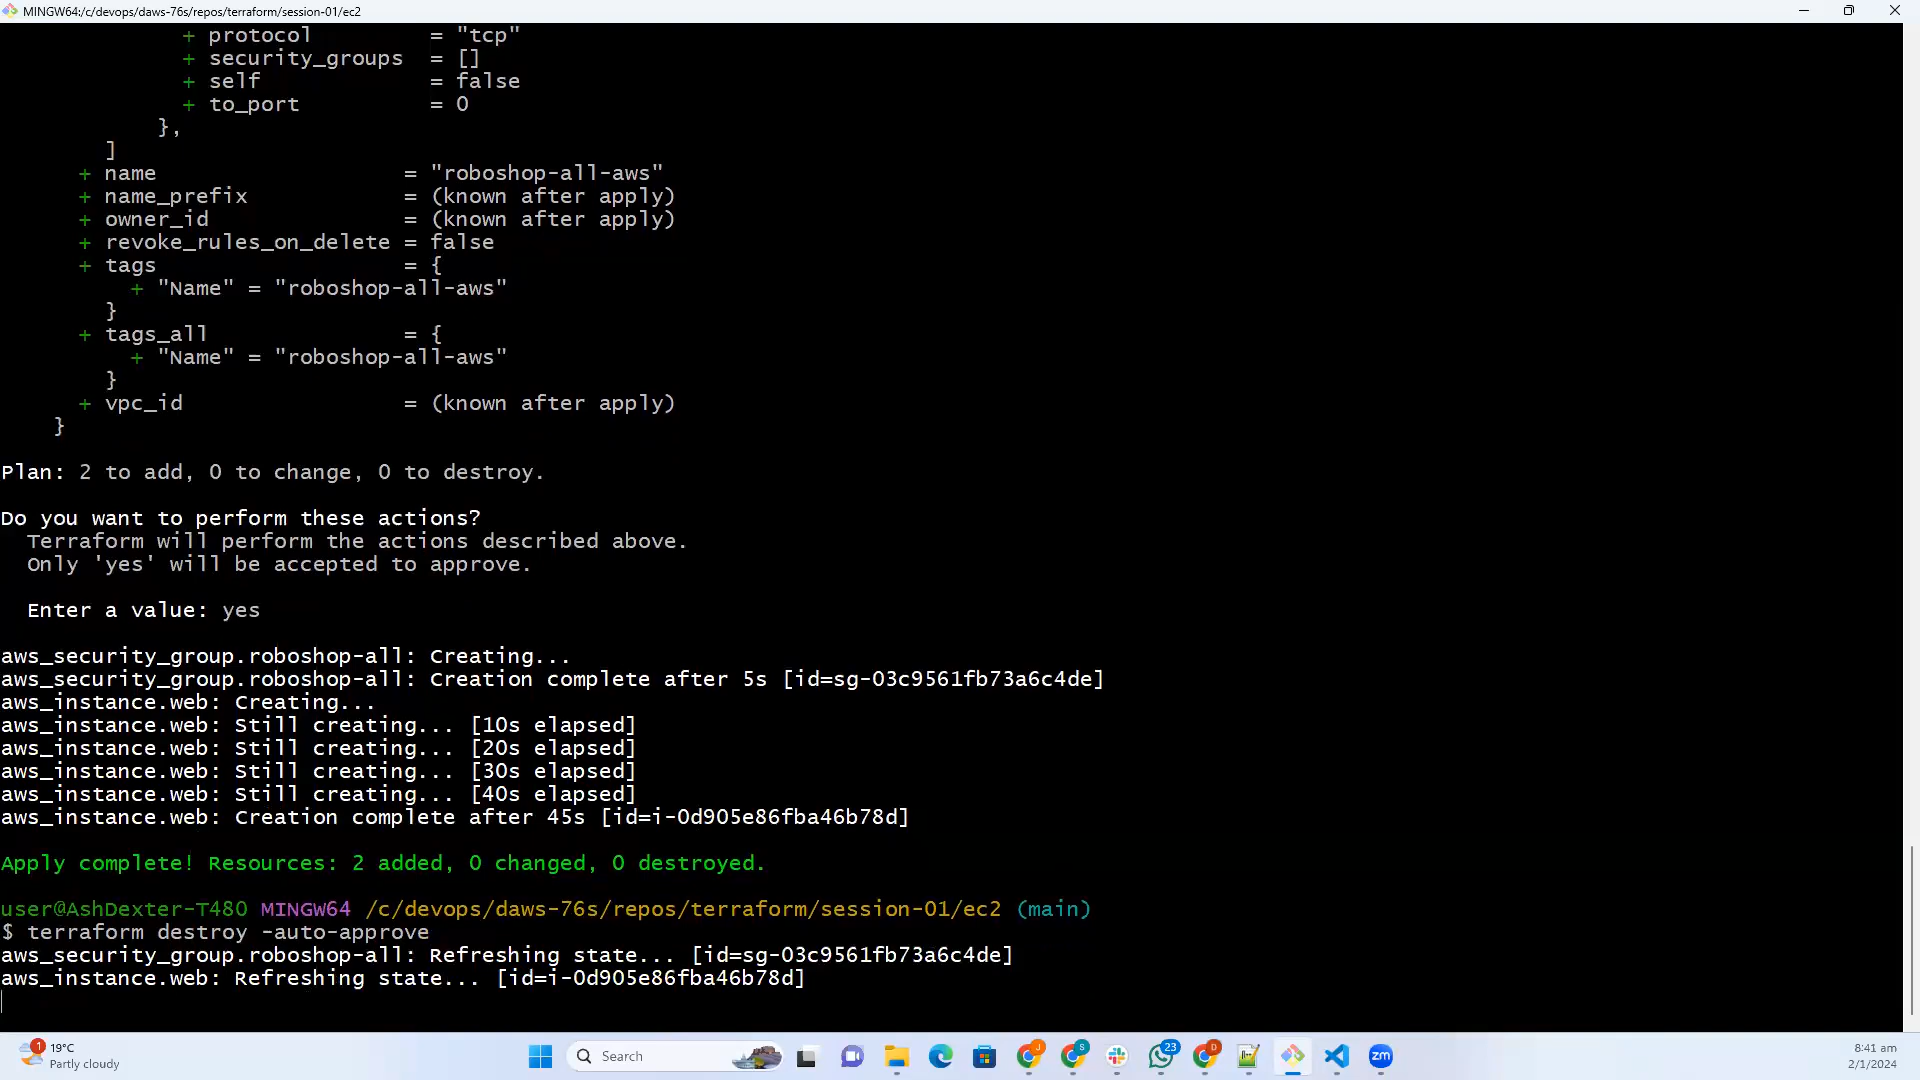 MINGW64:/c/devops/daws-76s/repos/terraform/session-01/ec2
+ protocol = "tcp"
+ security_groups = []
+ self = false
+ to_port = 0
},
]
+ name = "roboshop-all-aws"
+ name_prefix = (known after apply)
+ owner_id = (known after apply)
+ revoke_rules_on_delete = false
+ tags = {
+ "Name" = "roboshop-all-aws"
}
+ tags_all = {
+ "Name" = "roboshop-all-aws"
}
+ vpc_id = (known after apply)
}
Plan: 2 to add, 0 to change, 0 to destroy.
Do you want to perform these actions?
Terraform will perform the actions described above.
Only 'yes' will be accepted to approve.
Enter a value: yes
aws_security_group.roboshop-all: Creating...
aws_security_group.roboshop-all: Creation complete after 5s [id=sg-03c9561fb73a6c4de]
aws_instance.web: Creating...
aws_instance.web: Still creating... [10s elapsed]
aws_instance.web: Still creating... [20s elapsed]
aws_instance.web: Still creating... [30s elapsed]
aws_instance.web: Still creating... [40s elapsed]
aws_instance.web: Creation complete after 45s [id=i-0d905e86fba46b78d]
Apply complete! Resources: 2 added, 0 changed, 0 destroyed.
user@AshDexter-T480 MINGW64 /c/devops/daws-76s/repos/terraform/session-01/ec2 (main)
$ terraform destroy -auto-approve
aws_security_group.roboshop-all: Refreshing state... [id=sg-03c9561fb73a6c4de]
aws_instance.web: Refreshing state... [id=i-0d905e86fba46b78d]
1
19°C
Partly cloudy
Search
J
S
23
D
zm
8:41 am
2/1/2024